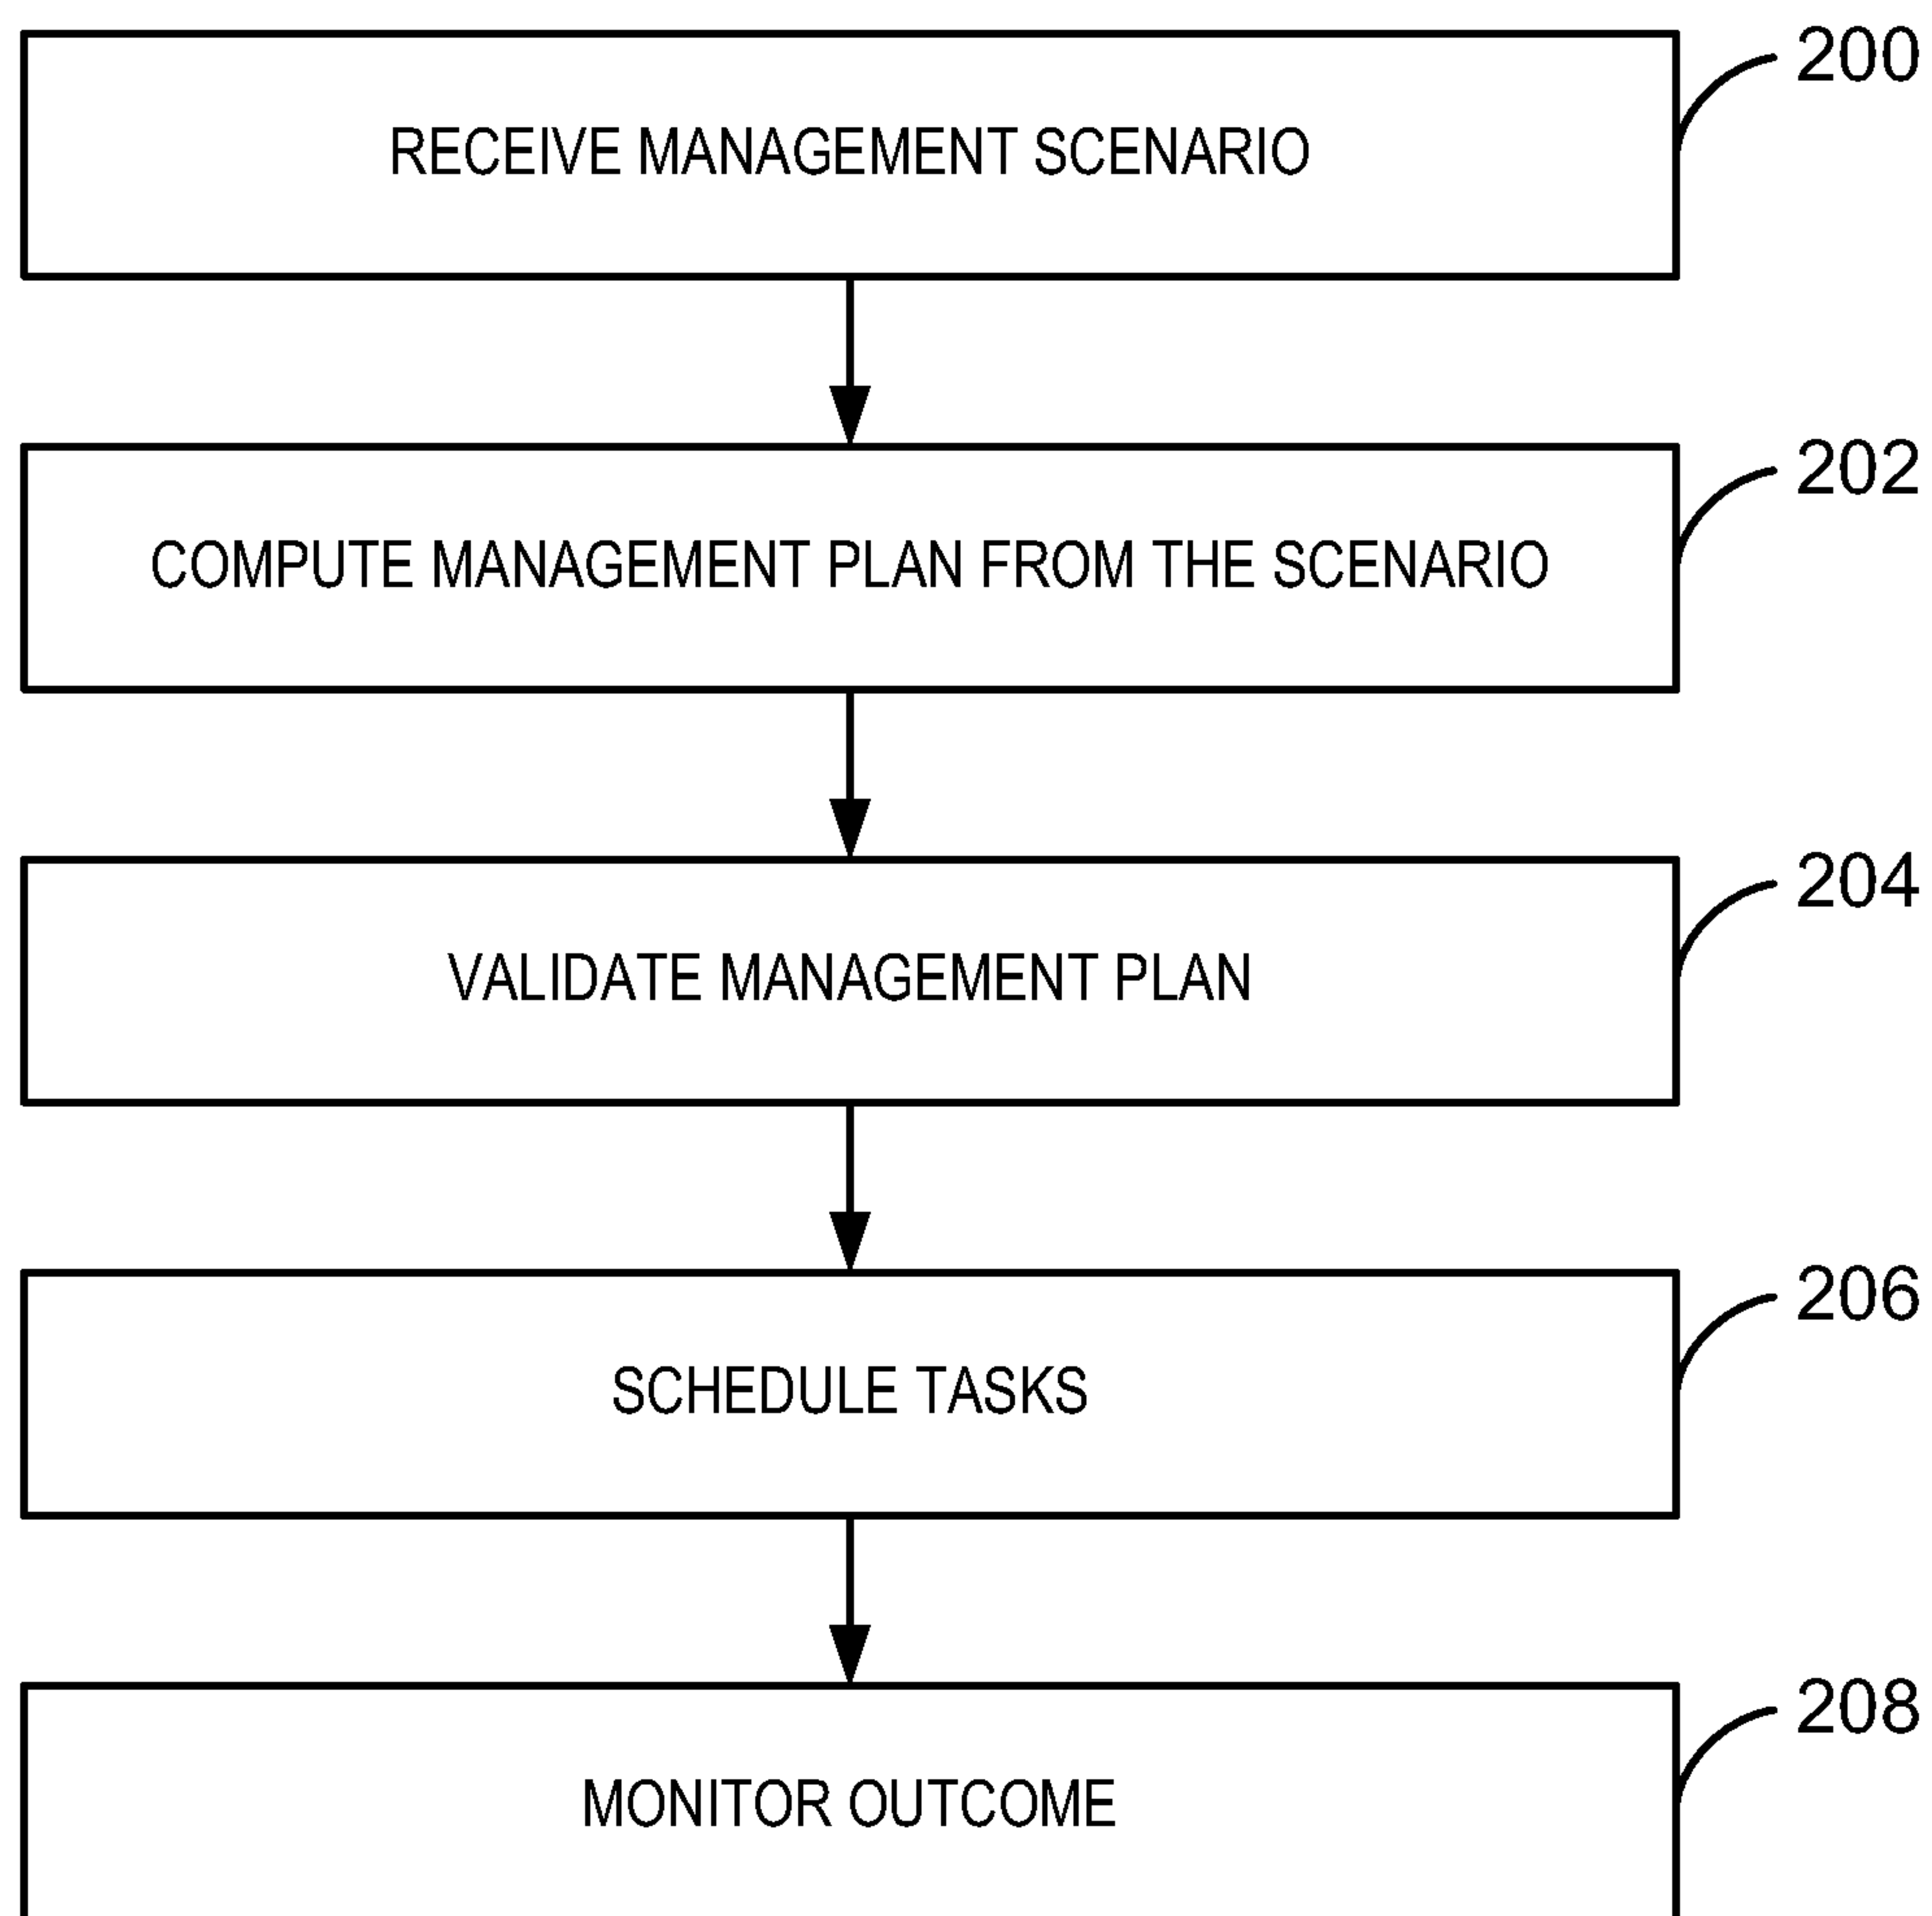 200
RECEIVE MANAGEMENT SCENARIO
202
COMPUTE MANAGEMENT PLAN FROM THE SCENARIO
204
VALIDATE MANAGEMENT PLAN
206
SCHEDULE TASKS
208
MONITOR OUTCOME